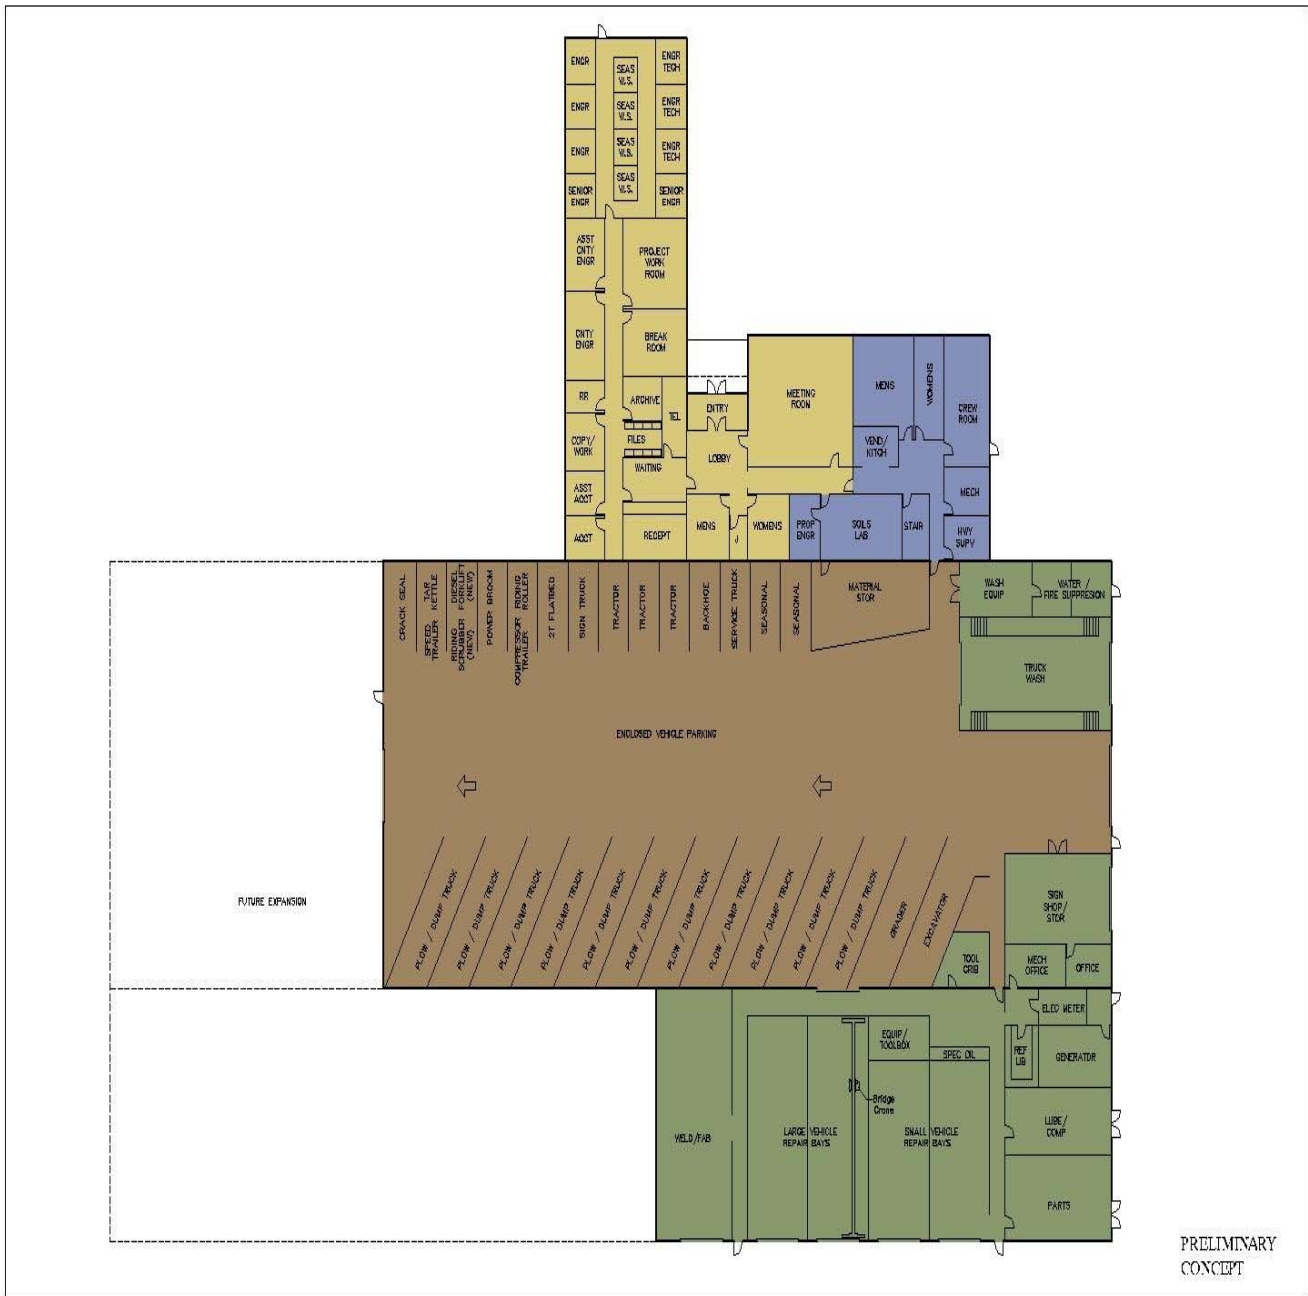 ENGR
ENGR
TECH
SEAS
W.S.
ENGR
ENGR
TECH
SEAS
W.S.
ENGR
ENGR
TECH
SEAS
W.S.
SEAS
W.S.
SENIOR
ENGR
SENIOR
ENGR
ASST
CNTY
ENGR
PROJECT
WORK
ROOM
CNTY
ENGR
BREAK
ROOM
RR
ARCHIVE
TEL
COPY/
WORK
FILES
WAITING
ASST
ACCT
ACCT
RECEPT
ENTRY
LOBBY
MENS
J
WOMENS
MEETING
ROOM
MENS
WOMENS
CREW
ROOM
VEND/
KITCH
MECH
PROP
ENGR
SOILS
LAB
STAIR
HWY
SUPV
CRACK SEAL
TAR
KETTLE
SPEED
TRAILER
DIESEL
FORKLIFT
(NEW)
RIDING
SCRUBBER
(NEW)
POWER BROOM
RIDING
ROLLER
COMPRESSOR
TRAILER
2T FLATBED
SIGN TRUCK
TRACTOR
TRACTOR
TRACTOR
BACKHOE
SERVICE TRUCK
SEASONAL
SEASONAL
MATERIAL
STOR
WASH
EQUIP
WATER /
FIRE SUPPRESION
TRUCK
WASH
ENCLOSED VEHICLE PARKING
FUTURE EXPANSION
PLOW / DUMP TRUCK
PLOW / DUMP TRUCK
PLOW / DUMP TRUCK
PLOW / DUMP TRUCK
PLOW / DUMP TRUCK
PLOW / DUMP TRUCK
PLOW / DUMP TRUCK
PLOW / DUMP TRUCK
PLOW / DUMP TRUCK
PLOW / DUMP TRUCK
PLOW / DUMP TRUCK
GRADER
EXCAVATOR
SIGN
SHOP/
STOR
TOOL
CRIB
MECH
OFFICE
OFFICE
ELEC METER
EQUIP/
TOOLBOX
SPEC OIL
REF
LIB
GENERATOR
Bridge
Crane
WELD/FAB
LARGE VEHICLE
REPAIR BAYS
SMALL VEHICLE
REPAIR BAYS
LUBE/
COMP
PARTS
PRELIMINARY
CONCEPT